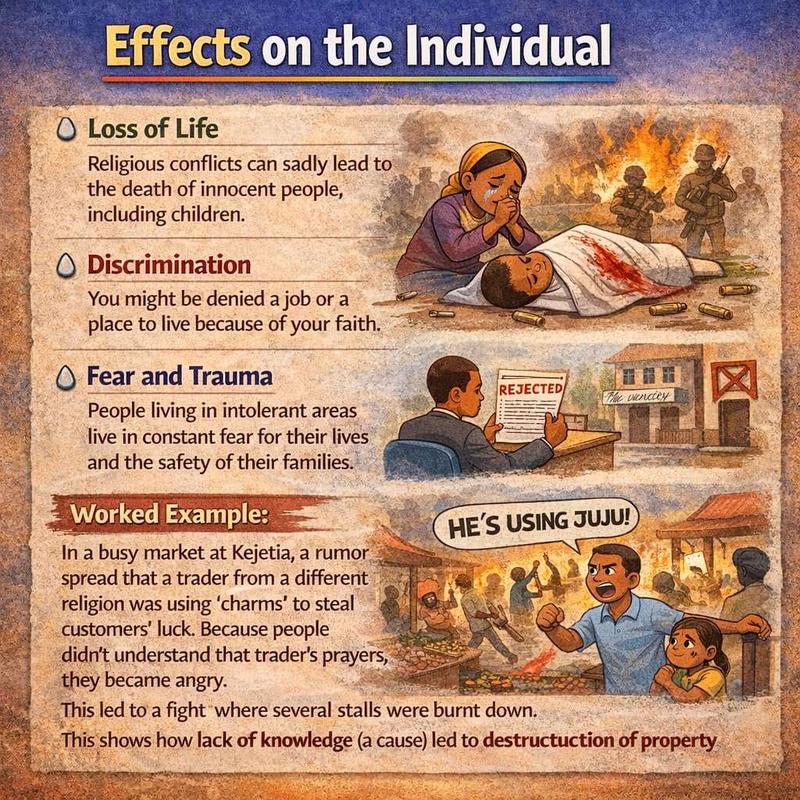 Effects on the Individual
Loss of Life
Religious conflicts can sadly lead to
the death of innocent people,
including children.
Discrimination
You might be denied a job or a
place to live because of your faith.
REJECTED
Fear and Trauma
People living in intolerant areas
live in constant fear for their lives
and the safety of their families.
Worked Example:
HE'S USING JUJU!
In a busy market at Kejetia, a rumor
spread that a trader from a different
religion was using 'charms' to steal
customers' luck. Because people
didn't understand that trader's prayers,
they became angry.
This led to a fight where several stalls were burnt down.
This shows how lack of knowledge (a cause) led to destructuction of property